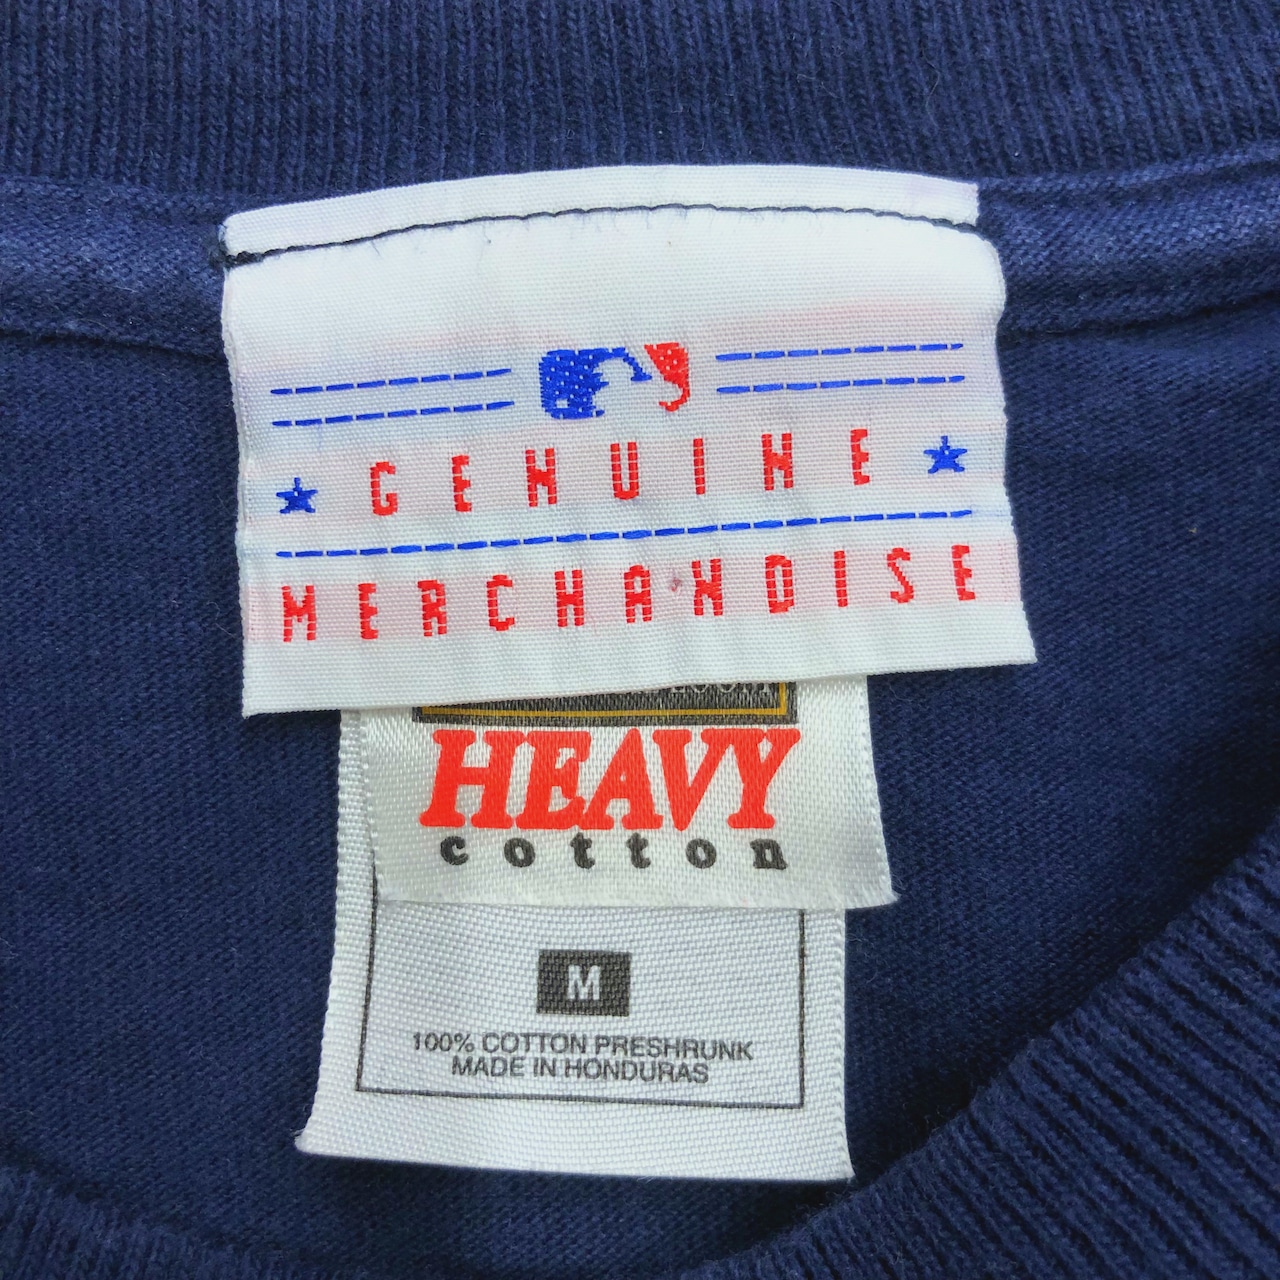 GENUINE
MERCHANDISE
HEAVY
cotton
M
100% COTTON PRESHRUNK
MADE IN HONDURAS